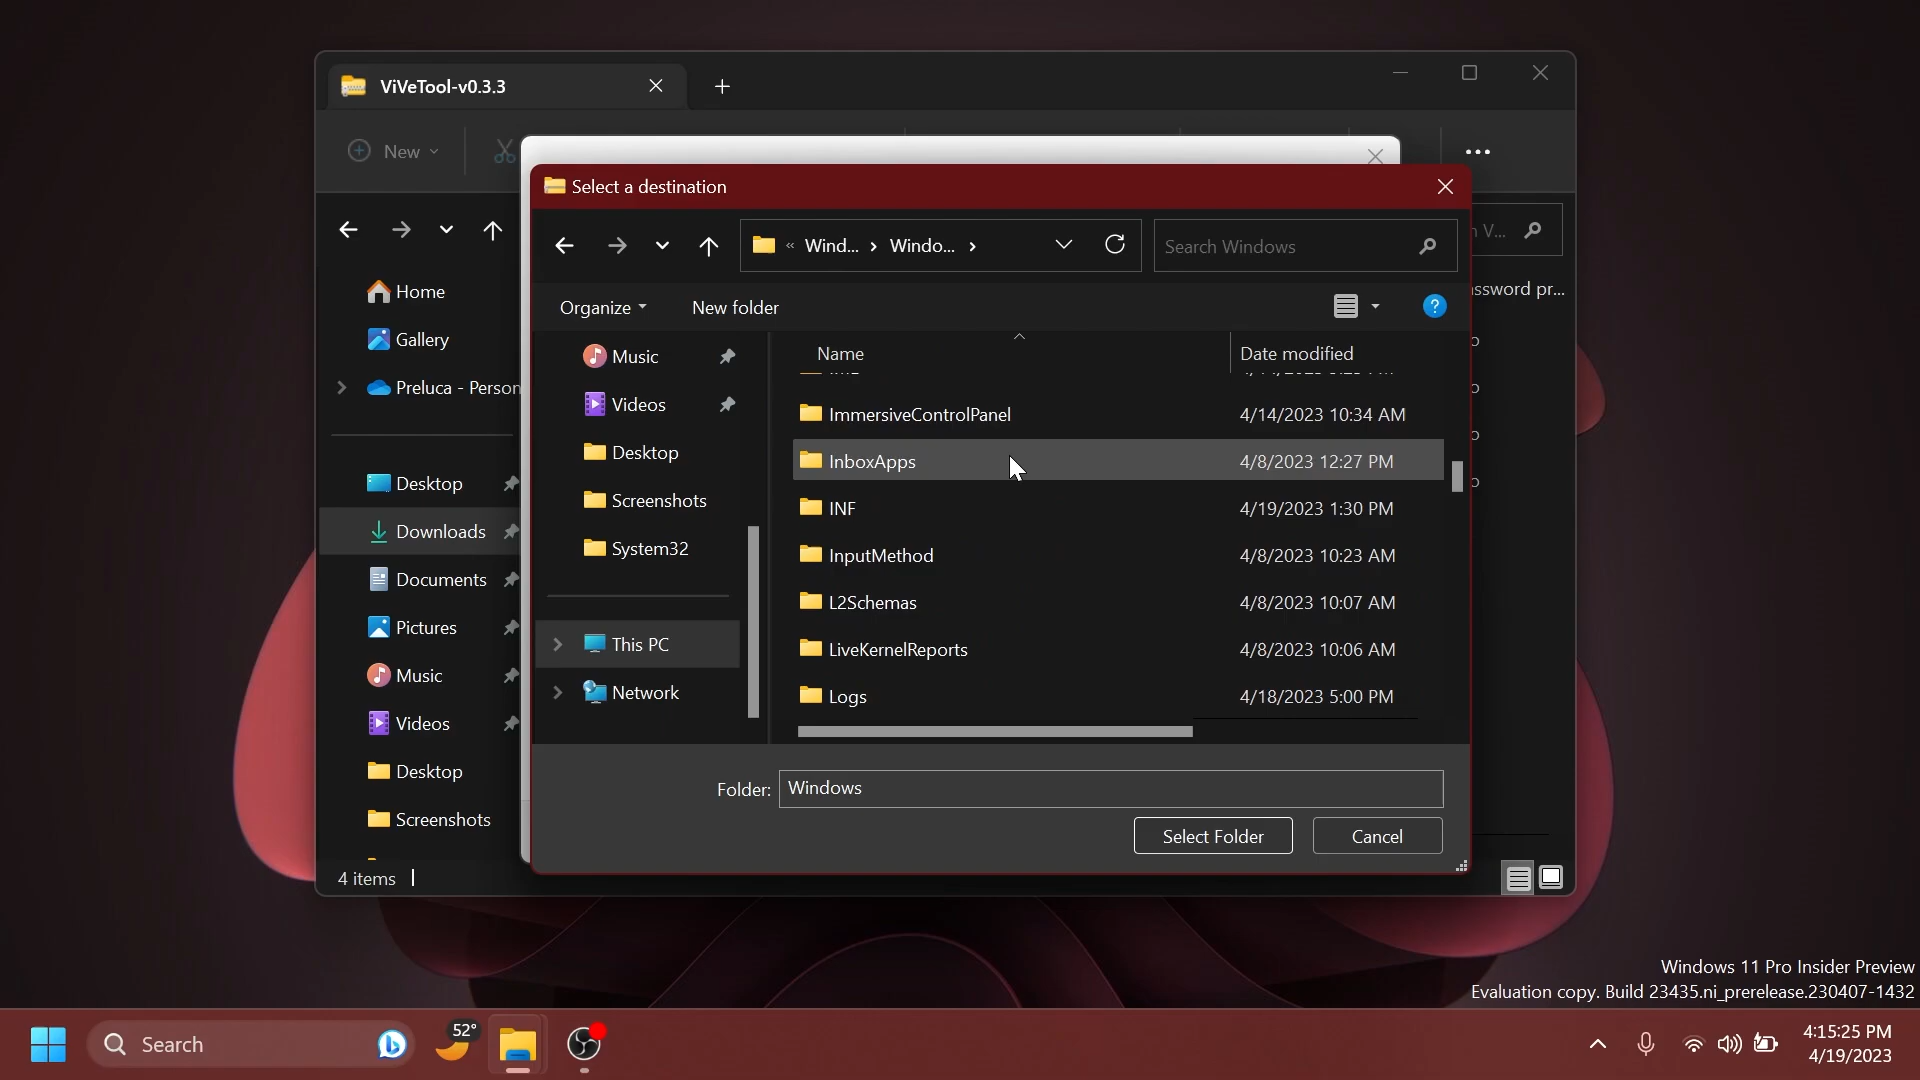 ViVeTool-v0.3.3
New
Select a destination
Wind... › Windo... ›
Search Windows
Home
Gallery
Preluca - Person
Organize
New folder
ssword pr...
Music
Videos
Desktop
Screenshots
System32
This PC
Network
Name
Date modified
ImmersiveControlPanel 4/14/2023 10:34 AM
InboxApps 4/8/2023 12:27 PM
INF 4/19/2023 1:30 PM
InputMethod 4/8/2023 10:23 AM
L2Schemas 4/8/2023 10:07 AM
LiveKernelReports 4/8/2023 10:06 AM
Logs 4/18/2023 5:00 PM
Desktop
Downloads
Documents
Pictures
Music
Videos
Desktop
Screenshots
Folder: Windows
Select Folder
Cancel
4 items
Windows 11 Pro Insider Preview
Evaluation copy. Build 23435.ni_prerelease.230407-1432
Search
52°
4:15:25 PM
4/19/2023